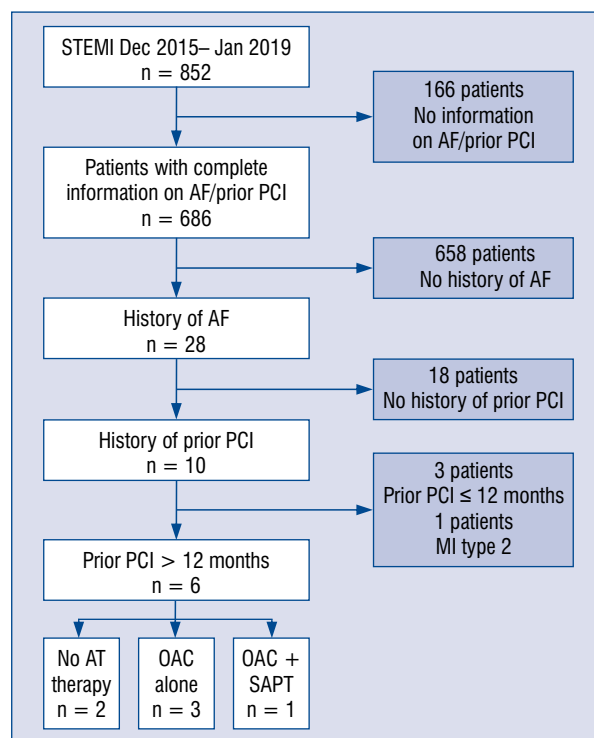 STEMI Dec 2015– Jan 2019
n = 852
166 patients
No information
on AF/prior PCI
Patients with complete
information on AF/prior PCI
n = 686
658 patients
No history of AF
History of AF
n = 28
18 patients
No history of prior PCI
History of prior PCI
n = 10
3 patients
Prior PCI ≤ 12 months
1 patients
MI type 2
Prior PCI > 12 months
n = 6
No AT
therapy
n = 2
OAC
alone
n = 3
OAC +
SAPT
n = 1